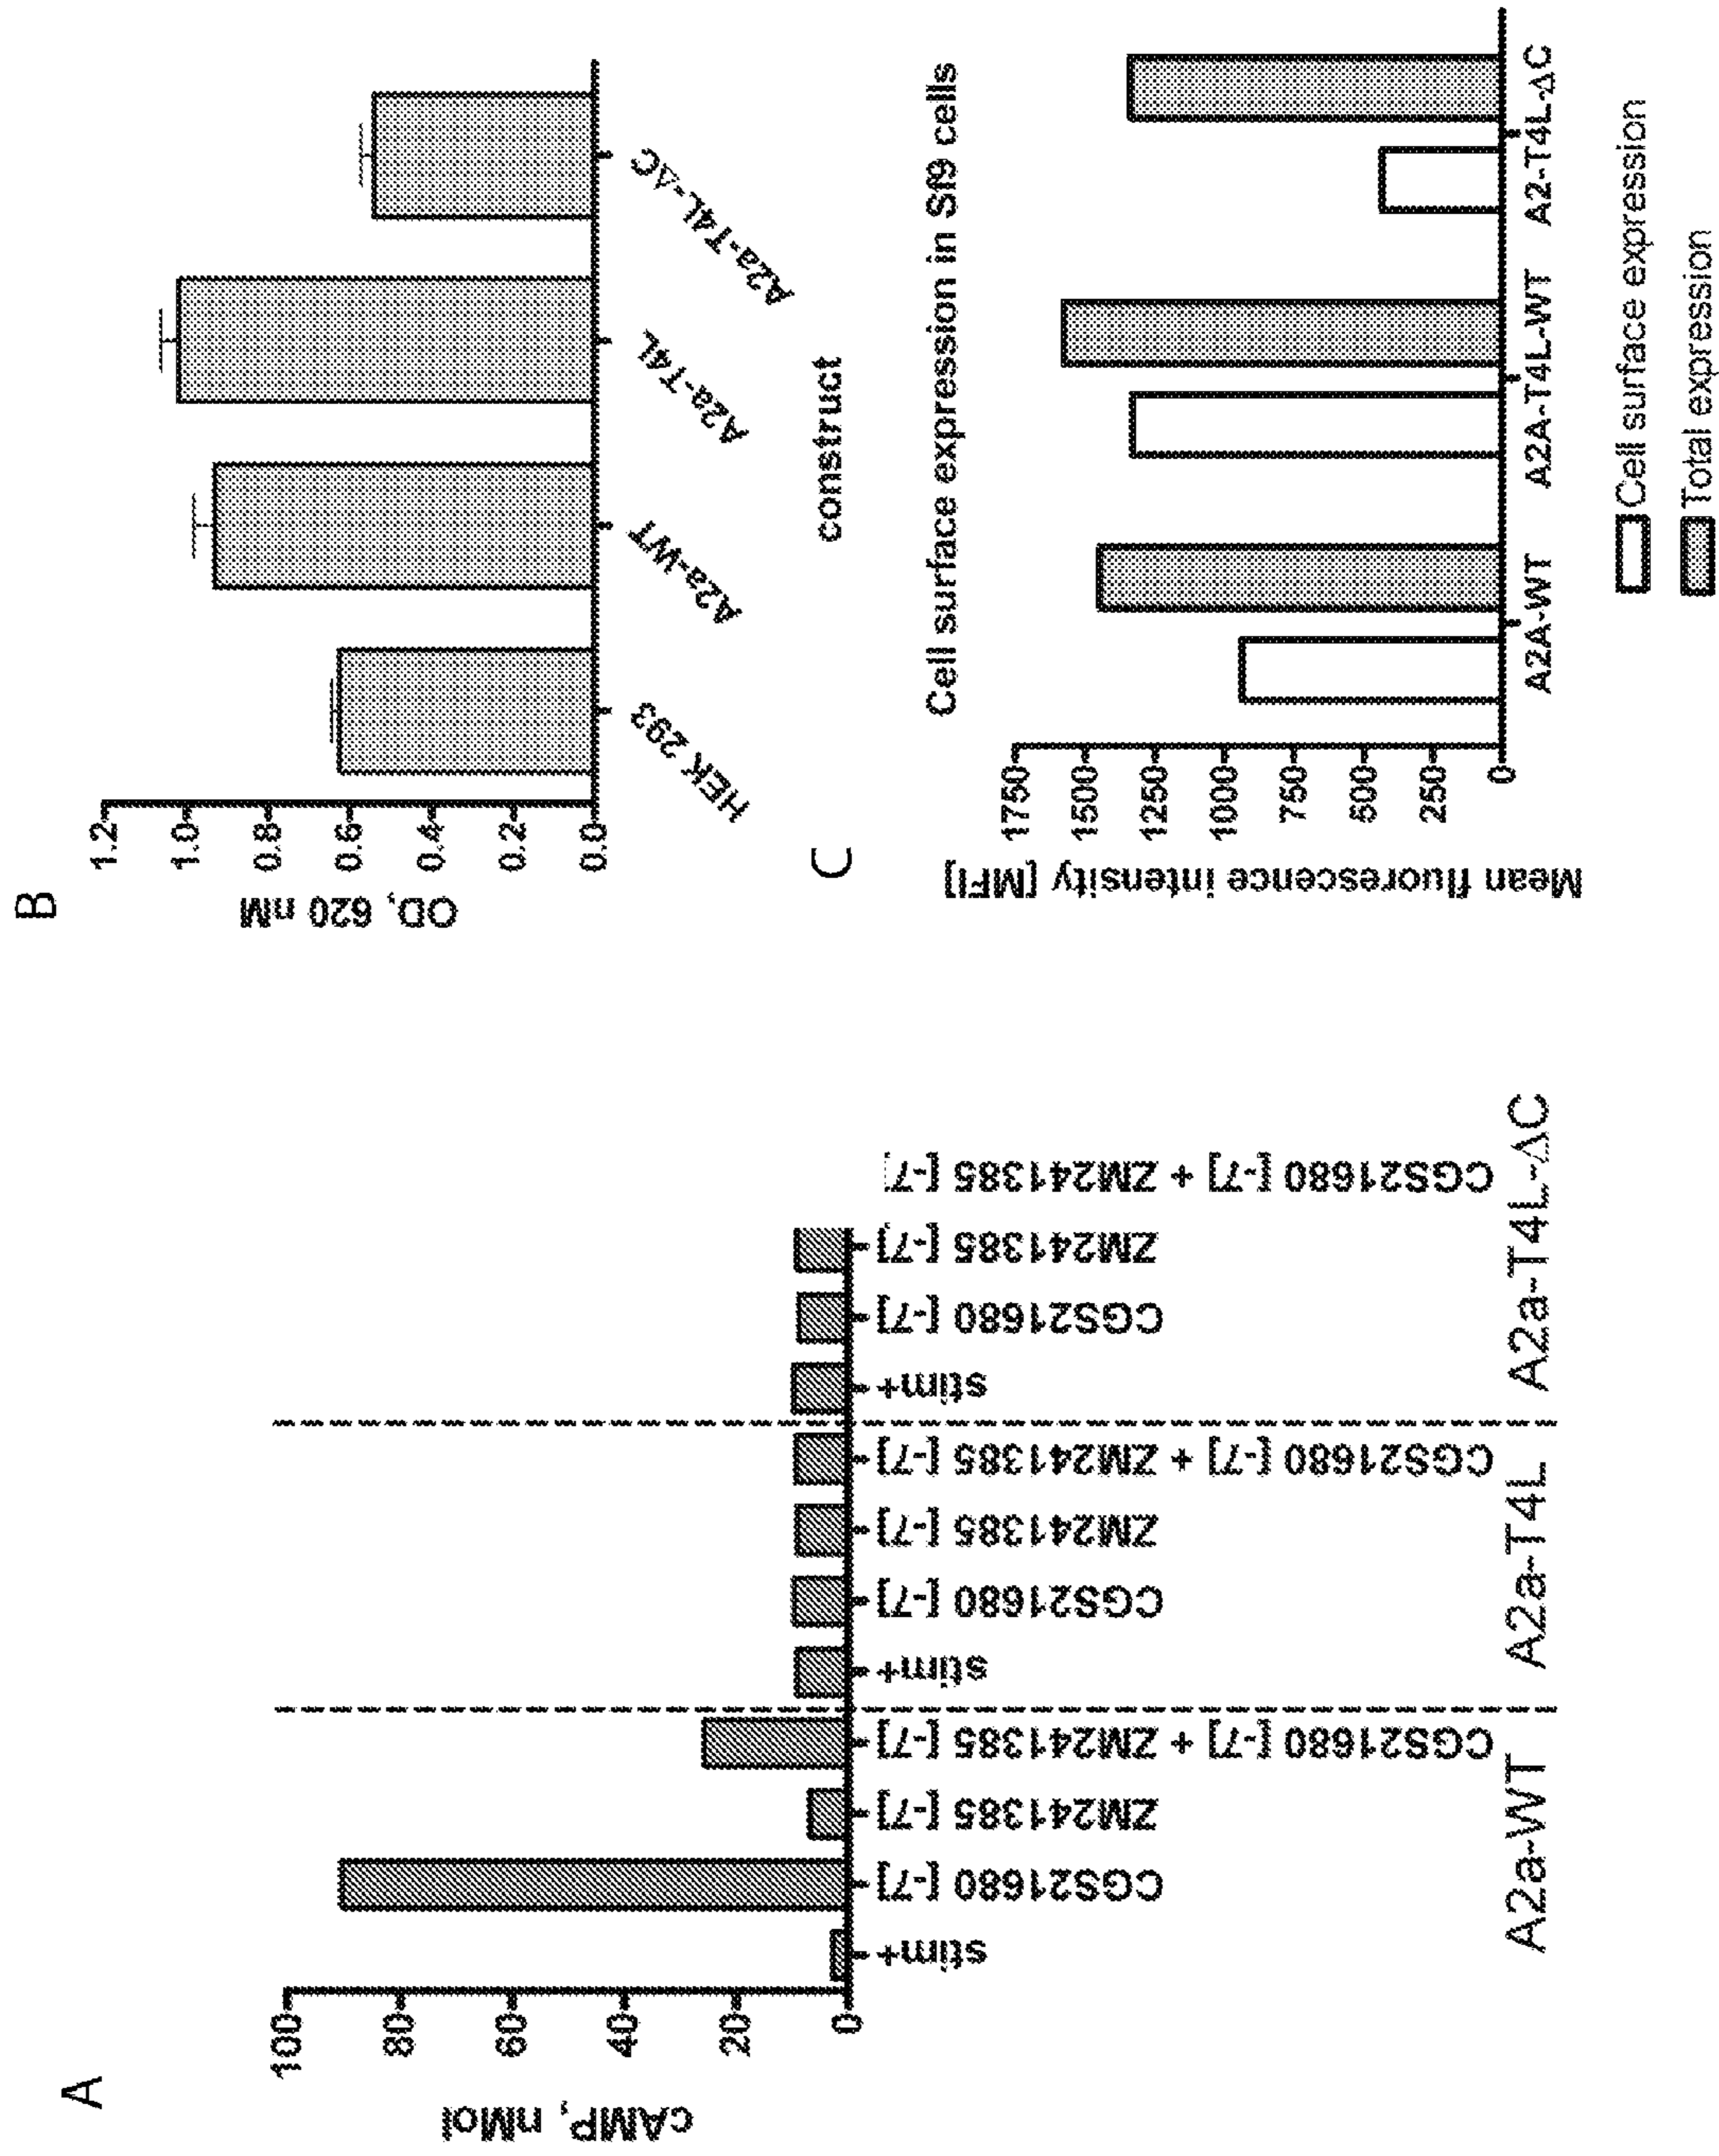 A
cAMP, nMol
100
80
60
40
20
0
stim+
CGS21680 [-7]
ZM241385 [-7]
CGS21680 [-7] + ZM241385 [-7]
stim+
CGS21680 [-7]
ZM241385 [-7]
CGS21680 [-7] + ZM241385 [-7]
stim+
CGS21680 [-7]
ZM241385 [-7]
CGS21680 [-7] + ZM241385 [-7]
A2a-WT
A2a-T4L
A2a-T4L-ΔC
B
OD, 620 nM
1.2
1.0
0.8
0.6
0.4
0.2
0.0
HEK 293
A2a-WT
A2a-T4L
A2a-T4L-ΔC
construct
C
Cell surface expression in Sf9 cells
Mean fluorescence intensity [MFI]
1750
1500
1250
1000
750
500
250
0
A2A-WT
A2A-T4L-WT
A2-T4L-ΔC
Cell surface expression
Total expression